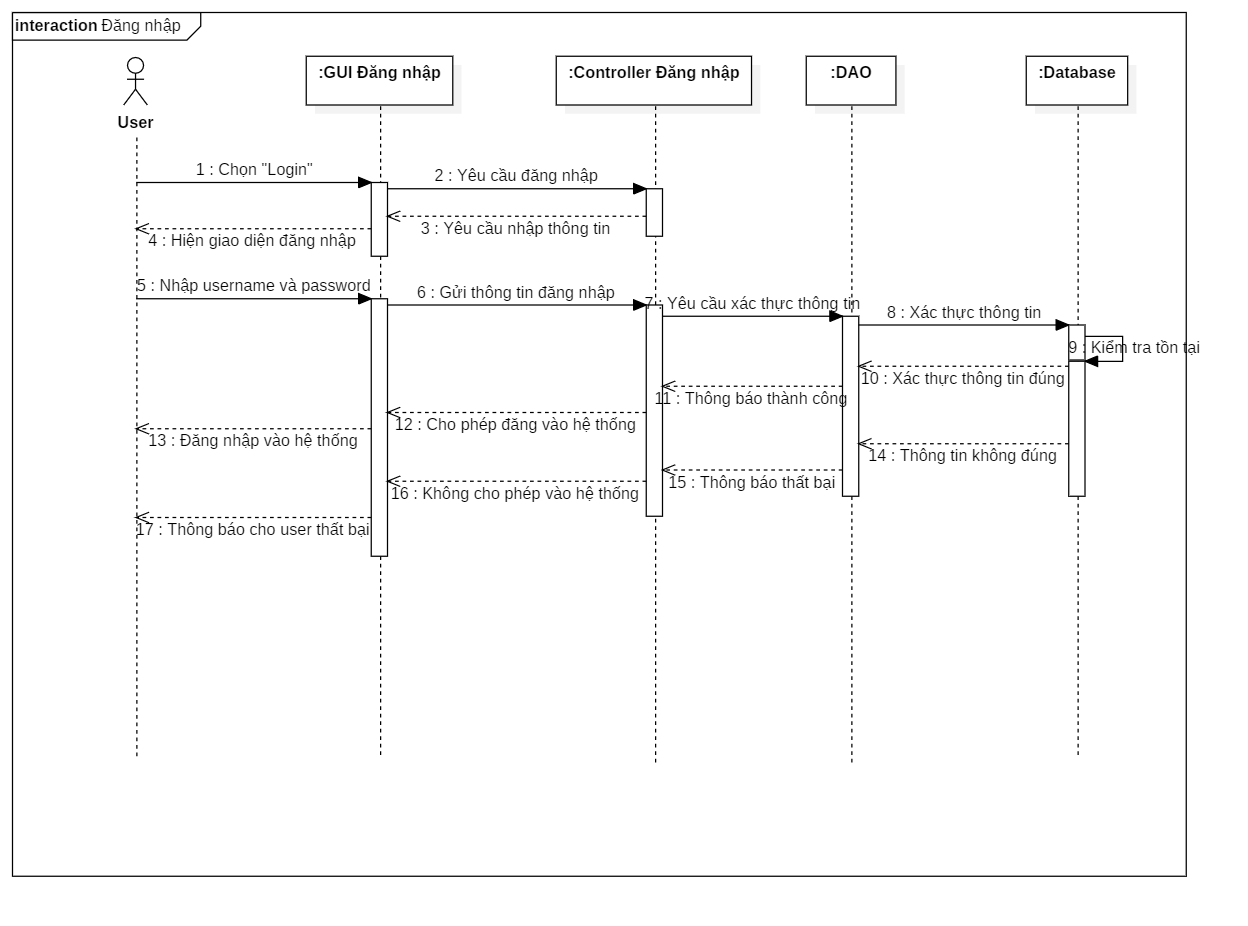 interaction Đăng nhập
User
:GUI Đăng nhập
:Controller Đăng nhập
:DAO
:Database
1 : Chọn "Login"
2 : Yêu cầu đăng nhập
3 : Yêu cầu nhập thông tin
4 : Hiện giao diện đăng nhập
5 : Nhập username và password
6 : Gửi thông tin đăng nhập
7 : Yêu cầu xác thực thông tin
8 : Xác thực thông tin
9 : Kiểm tra tồn tại
10 : Xác thực thông tin đúng
11 : Thông báo thành công
12 : Cho phép đăng vào hệ thống
13 : Đăng nhập vào hệ thống
14 : Thông tin không đúng
15 : Thông báo thất bại
16 : Không cho phép vào hệ thống
17 : Thông báo cho user thất bại